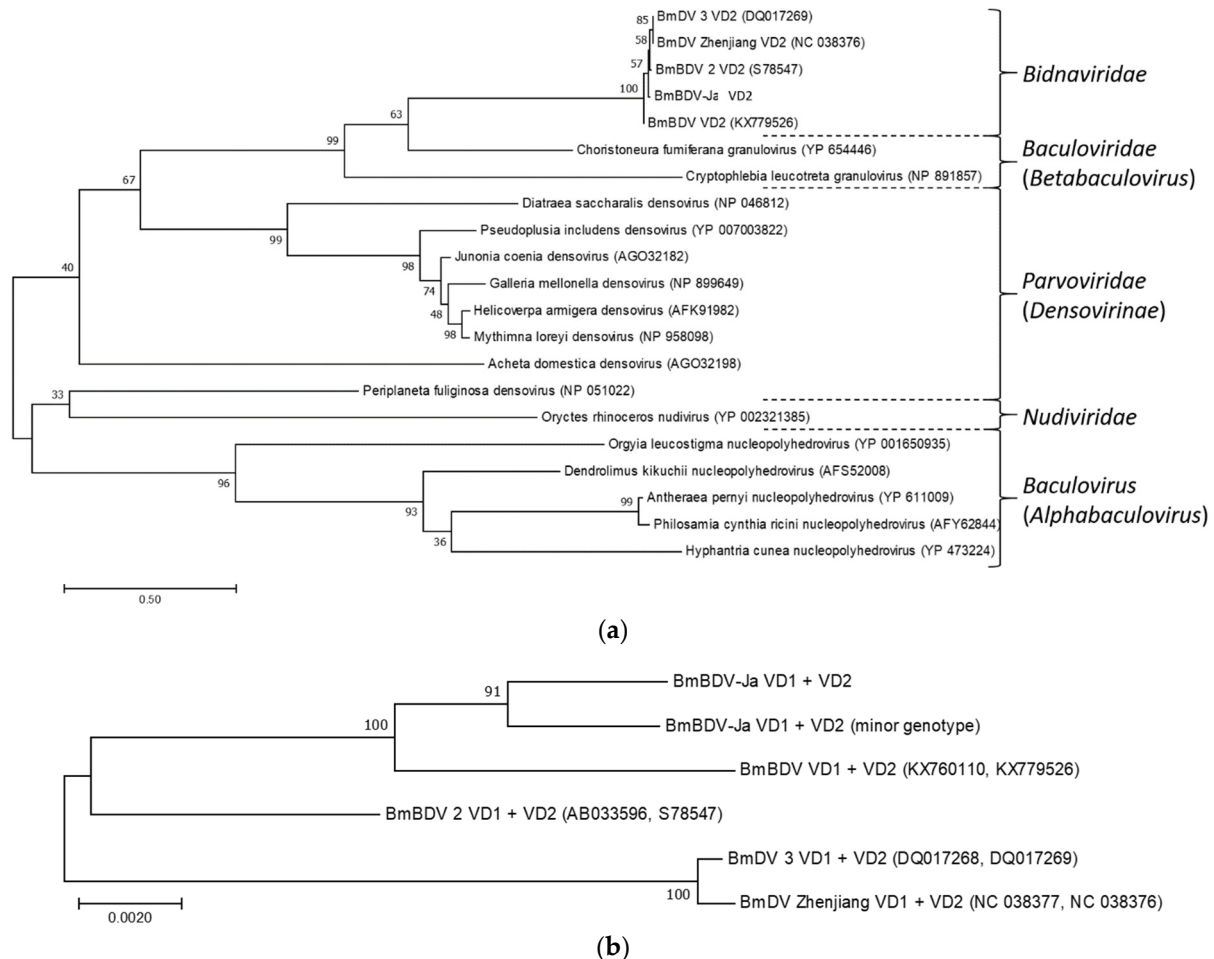 85
BmDV 3 VD2 (DQ017269)
58
BmDV Zhenjiang VD2 (NC 038376)
57
BmBDV 2 VD2 (S78547)
100
BmBDV-Ja VD2
BmBDV VD2 (KX779526)
Bidnaviridae
63
99
Choristoneura fumiferana granulovirus (YP 654446)
Cryptophlebia leucotreta granulovirus (NP 891857)
Baculoviridae
(Betabaculovirus)
67
Diatraea saccharalis densovirus (NP 046812)
99
Pseudoplusia includens densovirus (YP 007003822)
98
Junonia coenia densovirus (AGO32182)
74
Galleria mellonella densovirus (NP 899649)
48
Helicoverpa armigera densovirus (AFK91982)
98
Mythimna loreyi densovirus (NP 958098)
40
Acheta domestica densovirus (AGO32198)
Parvoviridae
(Densovirinae)
33
Periplaneta fuliginosa densovirus (NP 051022)
Oryctes rhinoceros nudivirus (YP 002321385)
Nudiviridae
Orgyia leucostigma nucleopolyhedrovirus (YP 001650935)
96
Dendrolimus kikuchii nucleopolyhedrovirus (AFS52008)
93
99
Antheraea pernyi nucleopolyhedrovirus (YP 611009)
Philosamia cynthia ricini nucleopolyhedrovirus (AFY62844)
36
Hyphantria cunea nucleopolyhedrovirus (YP 473224)
Baculovirus
(Alphabaculovirus)
0.50
(a)
91
BmBDV-Ja VD1 + VD2
100
BmBDV-Ja VD1 + VD2 (minor genotype)
BmBDV VD1 + VD2 (KX760110, KX779526)
BmBDV 2 VD1 + VD2 (AB033596, S78547)
BmDV 3 VD1 + VD2 (DQ017268, DQ017269)
100
BmDV Zhenjiang VD1 + VD2 (NC 038377, NC 038376)
0.0020
(b)